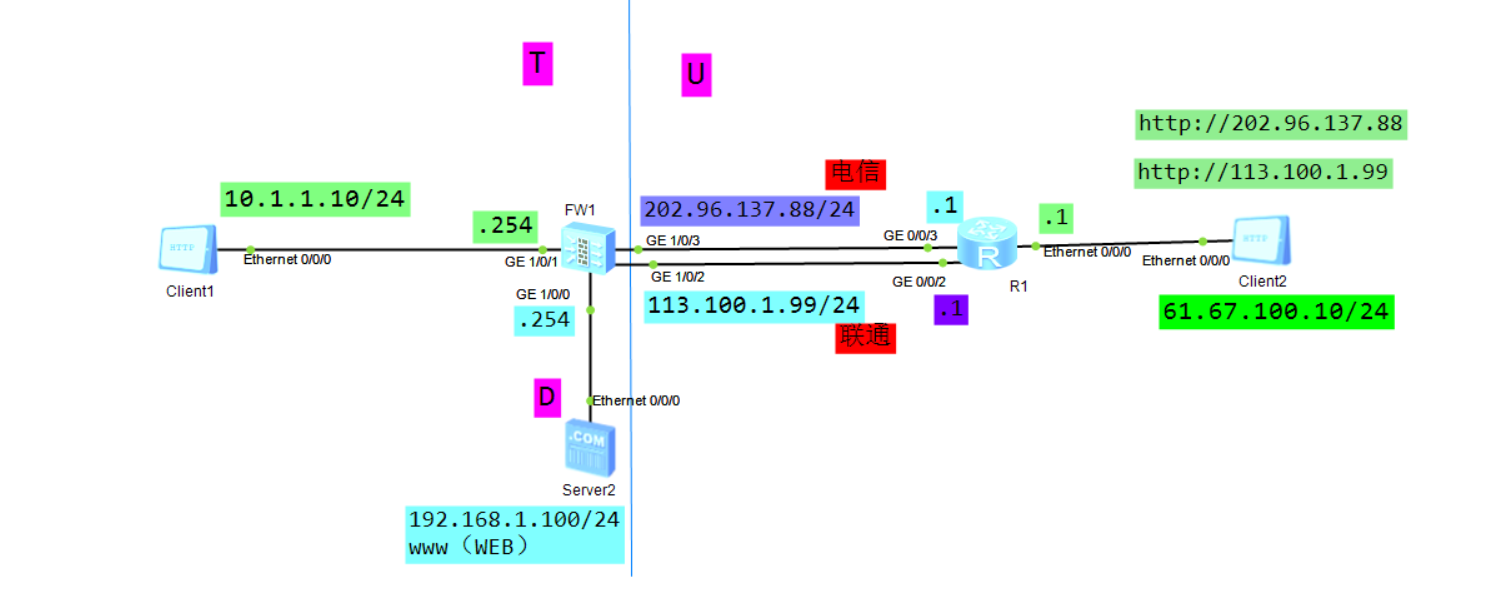 T
U
http://202.96.137.88
电信
http://113.100.1.99
10.1.1.10/24
FW1
202.96.137.88/24
.1
.254
.1
HTTP
GE 1/0/3
GE 0/0/3
R
HTTP
Ethernet 0/0/0
GE 1/0/1
Ethernet 0/0/0
Ethernet 0/0/0
GE 1/0/2
GE 0/0/2
R1
Client2
Client1
GE 1/0/0
113.100.1.99/24
.1
61.67.100.10/24
.254
联通
D
Ethernet 0/0/0
.COM
Server2
192.168.1.100/24
www（WEB）